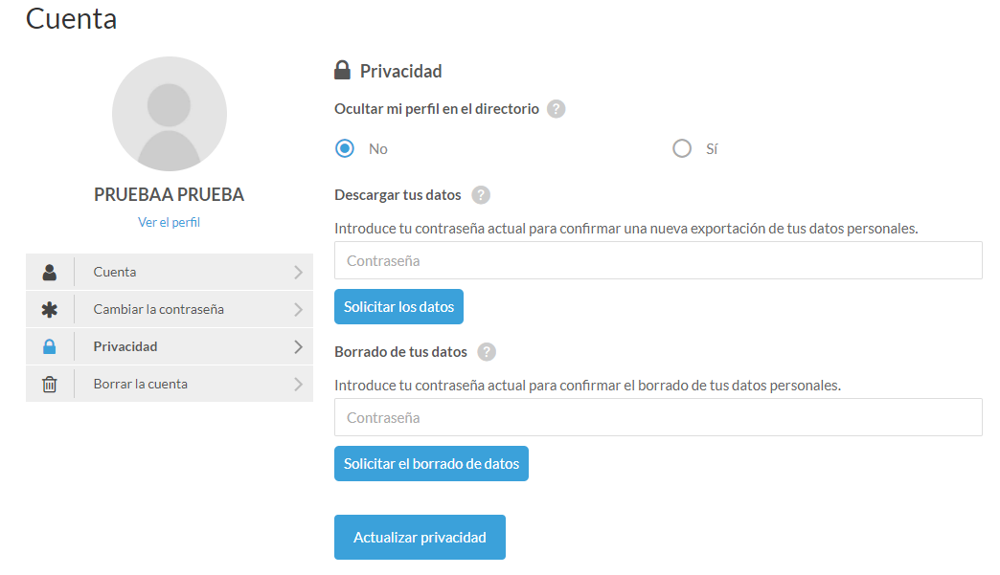 Cuenta
PRUEBAA PRUEBA
Ver el perfil
Cuenta
Cambiar la contraseña
Privacidad
Borrar la cuenta
Privacidad
Ocultar mi perfil en el directorio ?
No
Sí
Descargar tus datos ?
Introduce tu contraseña actual para confirmar una nueva exportación de tus datos personales.
Contraseña
Solicitar los datos
Borrado de tus datos ?
Introduce tu contraseña actual para confirmar el borrado de tus datos personales.
Contraseña
Solicitar el borrado de datos
Actualizar privacidad